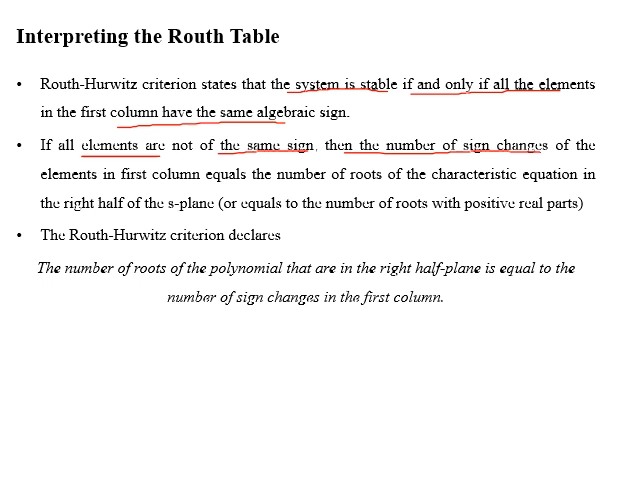 Interpreting the Routh Table
• Routh-Hurwitz criterion states that the system is stable if and only if all the elements
in the first column have the same algebraic sign.
• If all elements are not of the same sign, then the number of sign changes of the
elements in first column equals the number of roots of the characteristic equation in
the right half of the s-plane (or equals to the number of roots with positive real parts)
• The Routh-Hurwitz criterion declares
The number of roots of the polynomial that are in the right half-plane is equal to the
number of sign changes in the first column.